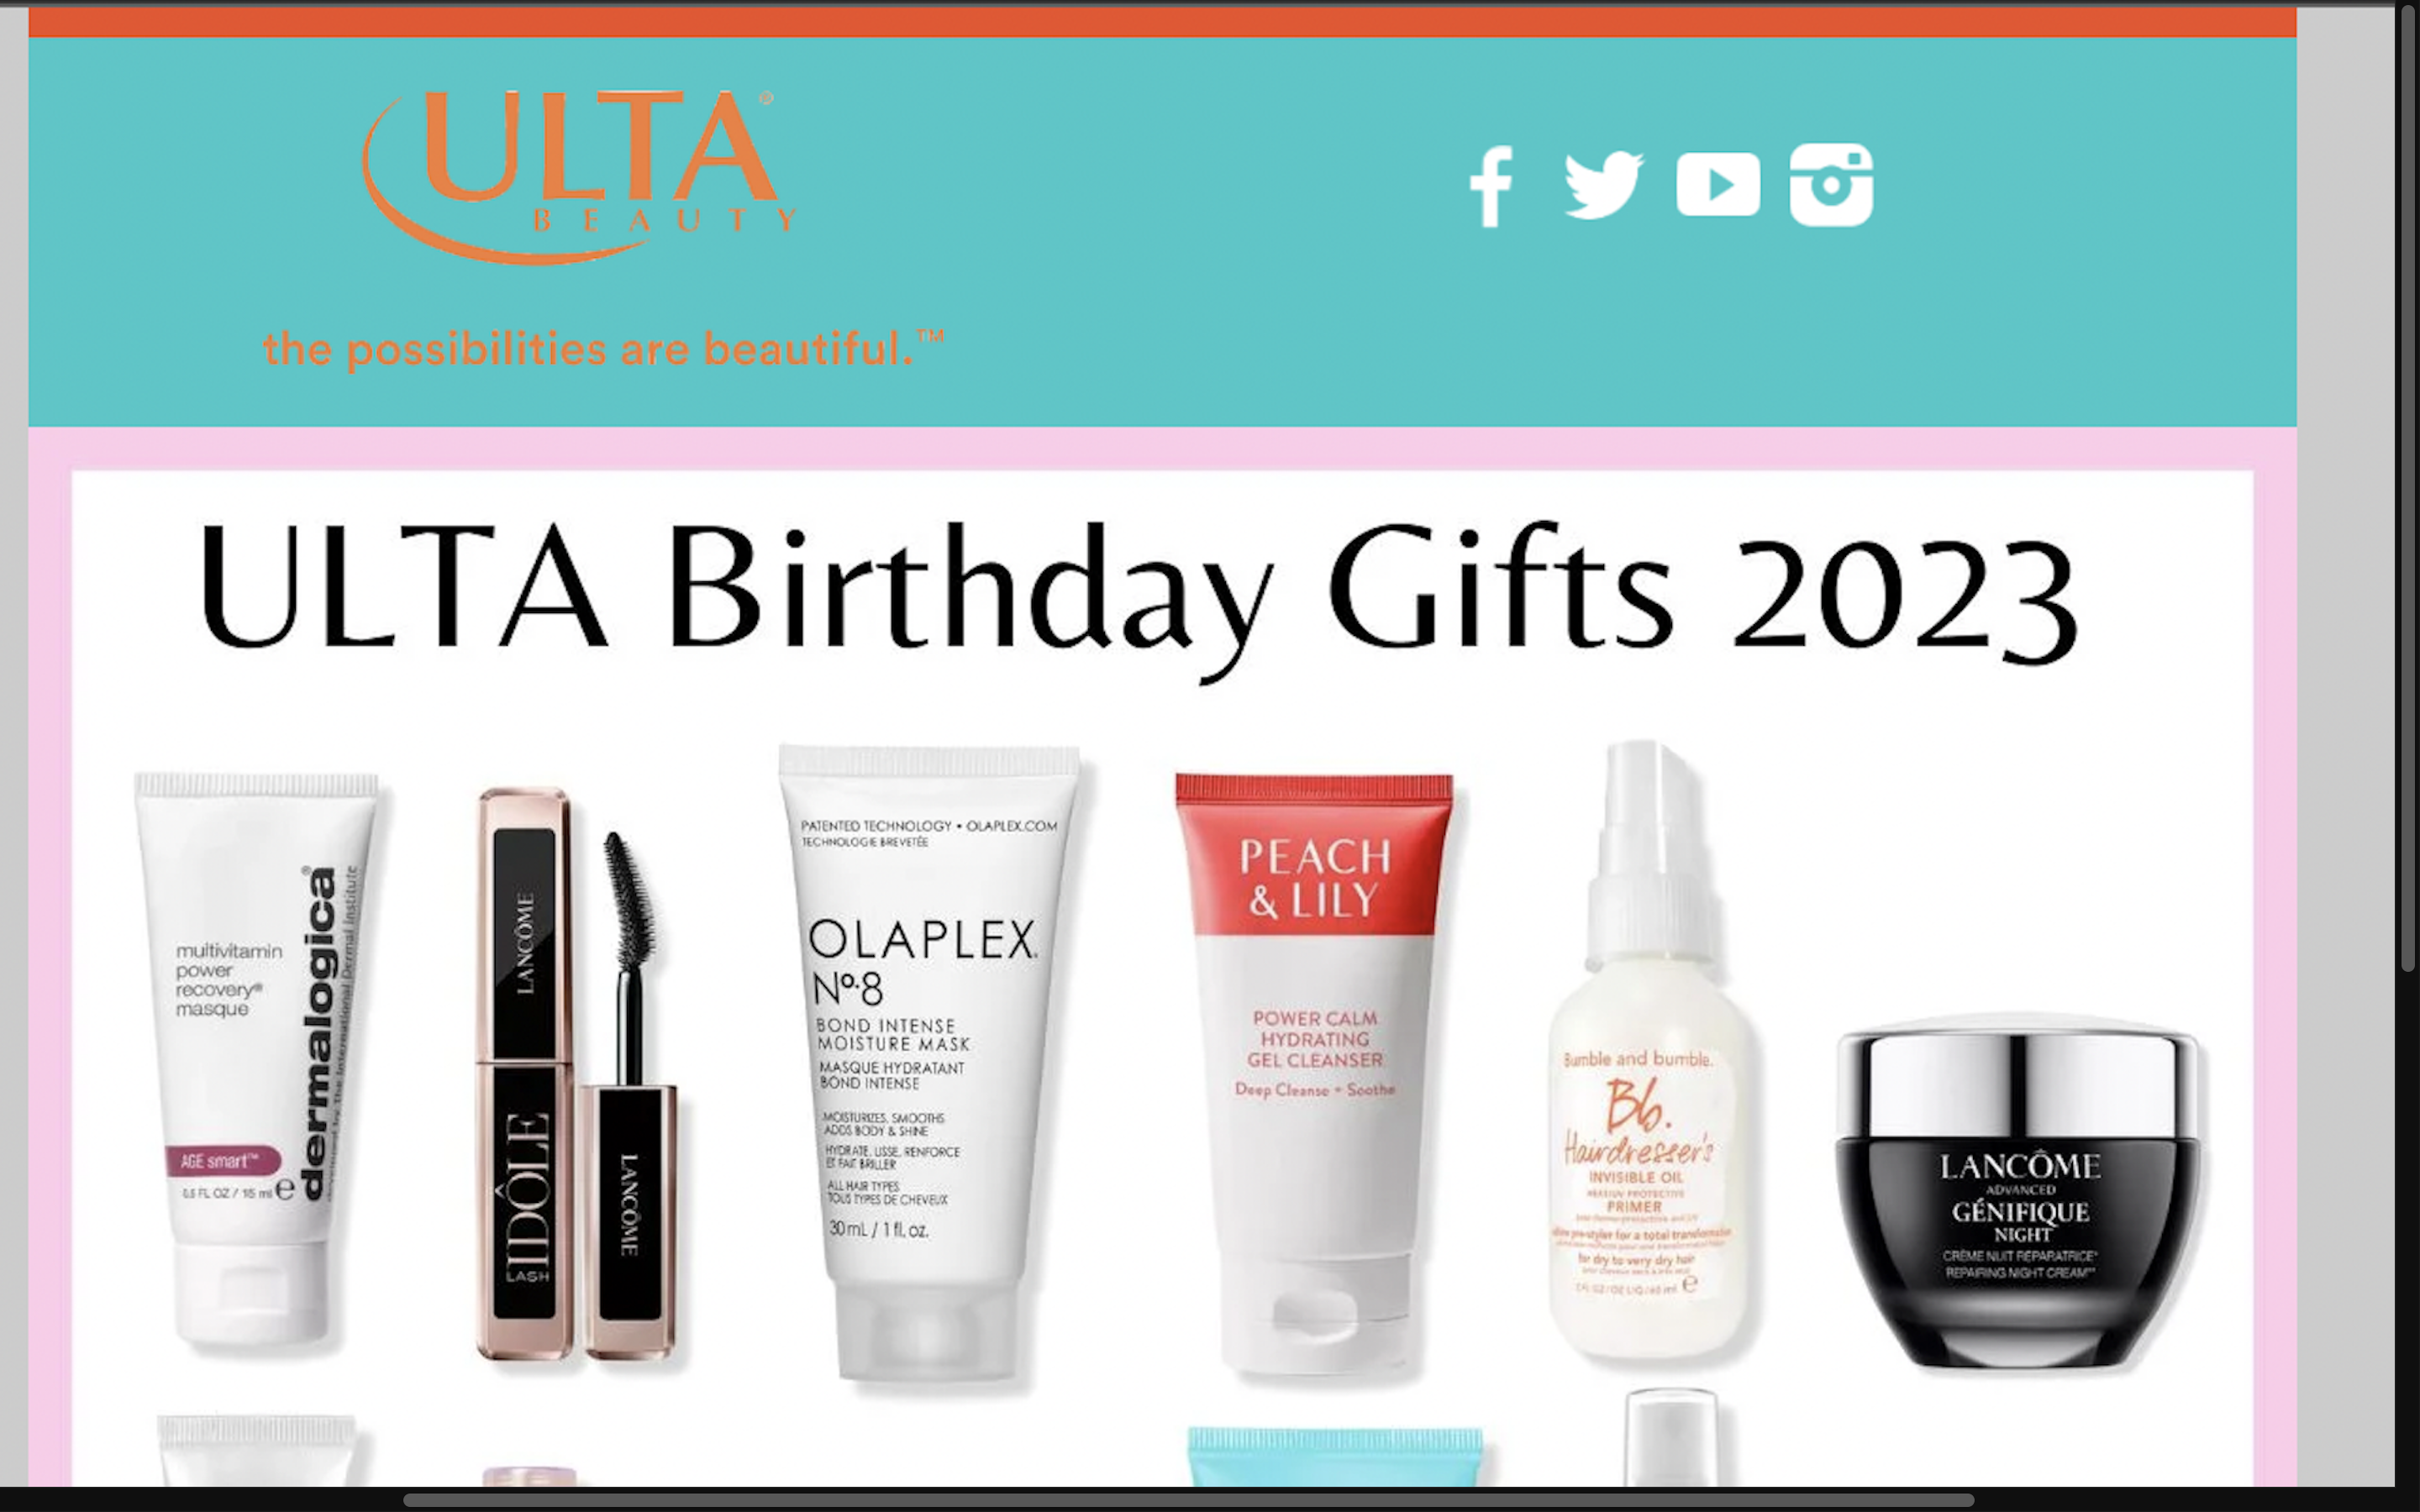 ULTA
BEAUTY
the possibilities are beautiful.™
ULTA Birthday Gifts 2023
multivitamin
power
recovery®
masque
dermalogica®
developed by The International Dermal Institute
AGE smart™
0.5 FL OZ / 15 ml e
LANCÔME
LASH IDÔLE
LANCÔME
PATENTED TECHNOLOGY • OLAPLEX.COM
TECHNOLOGIE BREVETÉE
OLAPLEX.
Nº.8
BOND INTENSE
MOISTURE MASK
MASQUE HYDRATANT
BOND INTENSE
MOISTURIZES, SMOOTHS
ADDS BODY & SHINE
HYDRATE, LISSE, RENFORCE
ET FAIT BRILLER
ALL HAIR TYPES
TOUS TYPES DE CHEVEUX
30 mL / 1 fl. oz.
PEACH
& LILY
POWER CALM
HYDRATING
GEL CLEANSER
Deep Cleanse + Soothe
Bumble and bumble.
Bb.
Hairdresser's
INVISIBLE OIL
PRIMER
pre-styler for a total transformation
for dry to very dry hair
LANCÔME
ADVANCED
GÉNIFIQUE
NIGHT
CRÈME NUIT RÉPARATRICE*
REPAIRING NIGHT CREAM**